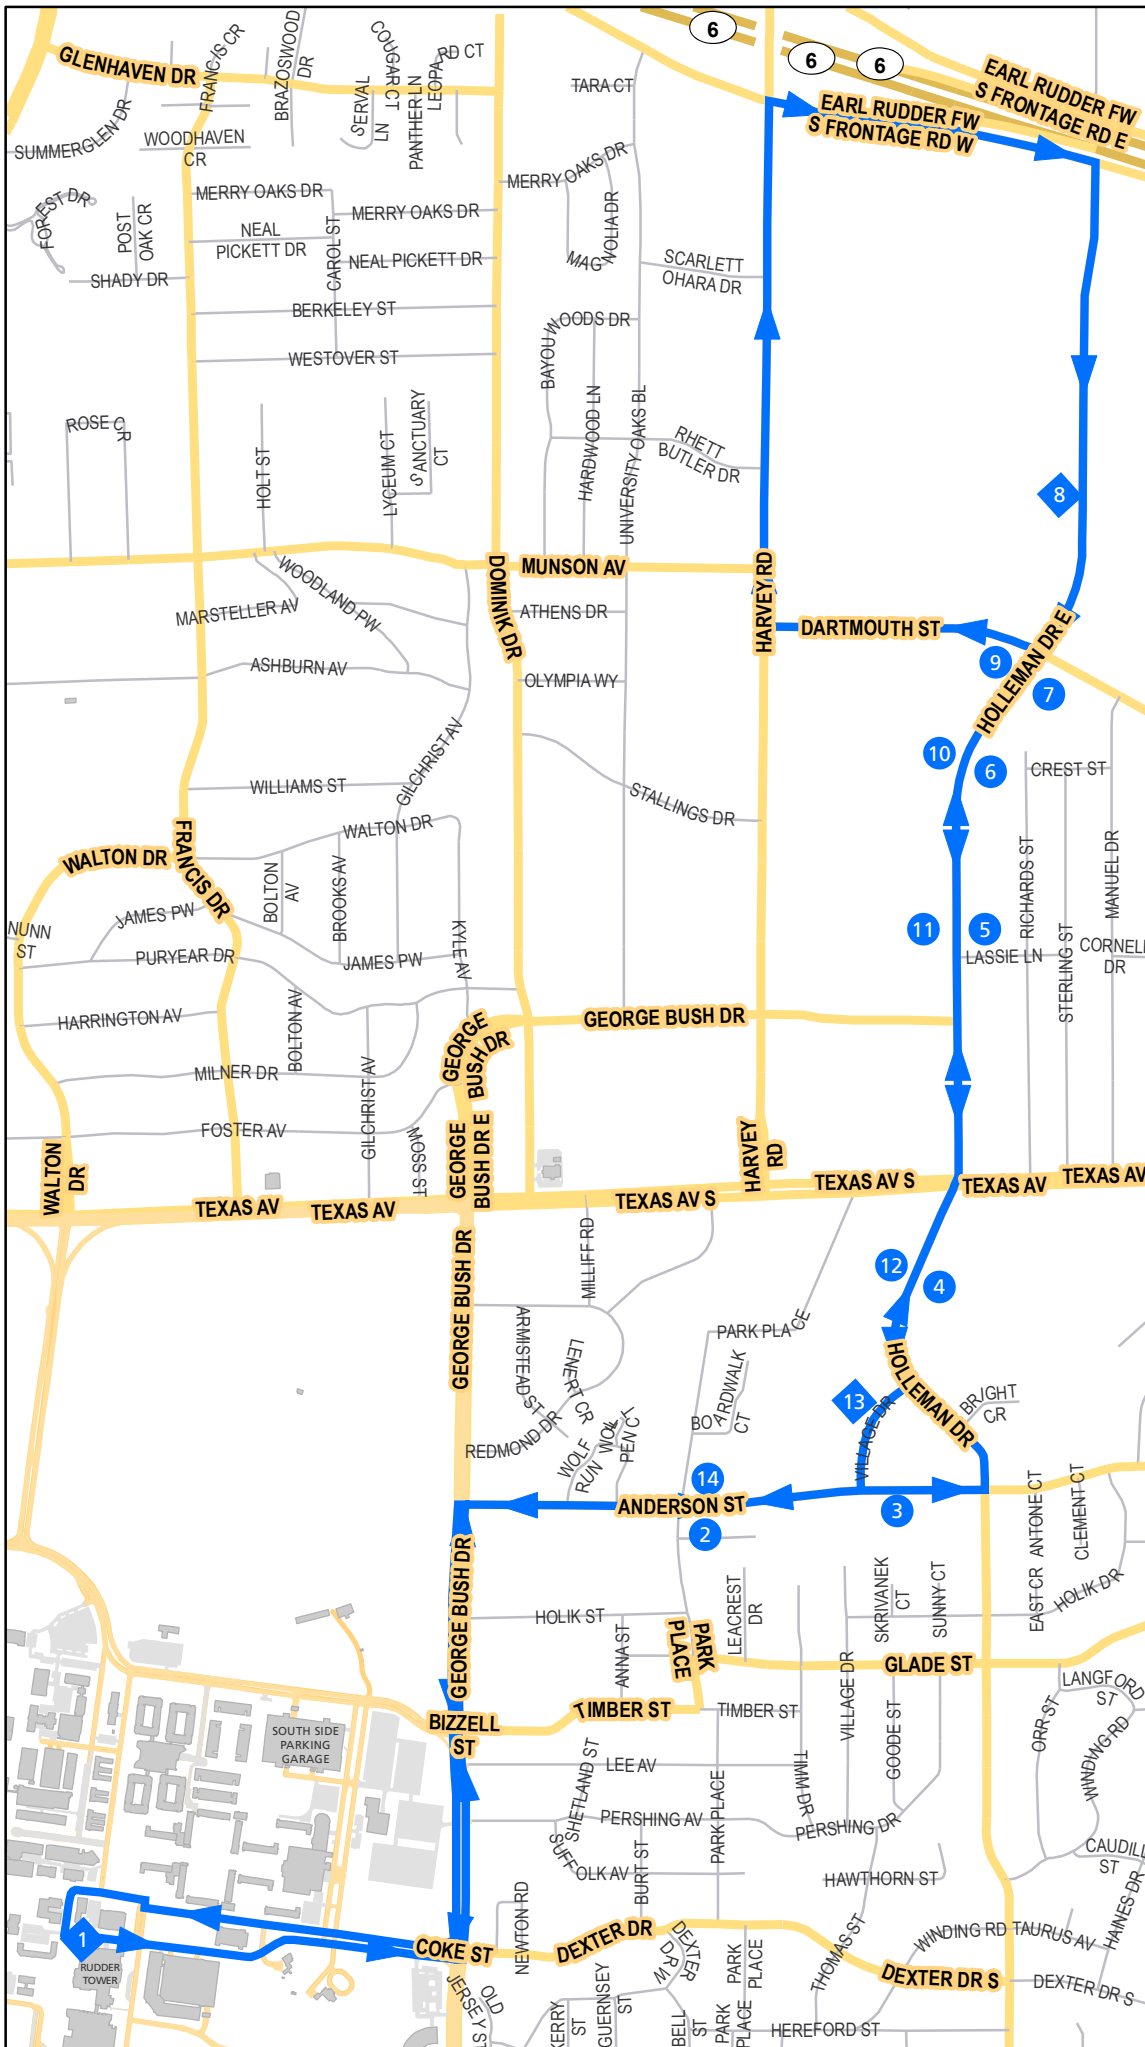 6
6
6
GLENHAVEN DR
FRANCIS CR
BRAZOSWOOD
DR
COUGAR CT
SERVAL
LN
PANTHER LN
LEOPARD CT
TARA CT
EARL RUDDER FW
S FRONTAGE RD E
EARL RUDDER FW
S FRONTAGE RD W
SUMMERGLEN DR
WOODHAVEN
CR
MERRY OAKS DR
MERRY OAKS DR
MERRY OAKS DR
FOREST DR
POST
OAK CR
NEAL
PICKETT DR
CAROL ST
NEAL PICKETT DR
MAGNOLIA DR
SCARLETT
OHARA DR
SHADY DR
BERKELEY ST
WESTOVER ST
BAYOU WOODS DR
HARDWOOD LN
UNIVERSITY OAKS BL
RHETT
BUTLER DR
ROSE CR
HOLT ST
LYCEUM CT
SANCTUARY
CT
8
DOMINIK DR
MUNSON AV
HARVEY RD
WOODLAND PW
MARSTELLER AV
ATHENS DR
DARTMOUTH ST
HOLLEMAN DR E
ASHBURN AV
OLYMPIA WY
9
7
GILCHRIST AV
10
6
CREST ST
WILLIAMS ST
STALLINGS DR
WALTON DR
WALTON DR
FRANCIS DR
BOLTON
AV
BROOKS AV
RICHARDS ST
MANUEL DR
JAMES PW
NUNN
ST
11
5
PURYEAR DR
JAMES PW
KYLE AV
LASSIE LN
STERLING ST
CORNELL
DR
HARRINGTON AV
BOLTON AV
GEORGE
BUSH DR
GEORGE BUSH DR
MILNER DR
GILCHRIST AV
FOSTER AV
MOSS ST
GEORGE
BUSH DR E
HARVEY
RD
WALTON
DR
TEXAS AV
TEXAS AV
TEXAS AV S
TEXAS AV S
TEXAS AV
TEXAS AV
GEORGE BUSH DR
MILLIFF RD
12
4
ARMISTEAD ST
LENERT CR
PARK PLACE
HOLLEMAN DR
BOARDWALK
CT
13
BRIGHT
CR
REDMOND DR
WOLF
RUN
WOLF
PEN CT
VILLAGE DR
14
ANDERSON ST
3
2
EAST CR
ANTONE CT
CLEMENT CT
GEORGE BUSH DR
HOLIK ST
ANNA ST
PARK
PLACE
LEACREST
DR
SKRIVANEK
CT
SUNNY CT
HOLIK DR
GLADE ST
BIZZELL
ST
TIMBER ST
TIMBER ST
VILLAGE DR
GOODE ST
ORR ST
LANGFORD
ST
WINDING RD
SOUTH SIDE
PARKING
GARAGE
LEE AV
SHETLAND ST
PERSHING AV
PARK PLACE
TIMM DR
PERSHING DR
SUFFOLK AV
BURT ST
HAWTHORN ST
CAUDILL
ST
HAINES DR
1
RUDDER
TOWER
COKE ST
NEWTON RD
DEXTER DR
DEXTER
DR W
PARK
PLACE
THOMAS ST
WINDING RD
TAURUS AV
DEXTER DR S
DEXTER DR S
JERSEY ST
OLD
KERRY
ST
GUERNSEY
ST
BELL
ST
PARK
PLACE
HEREFORD ST